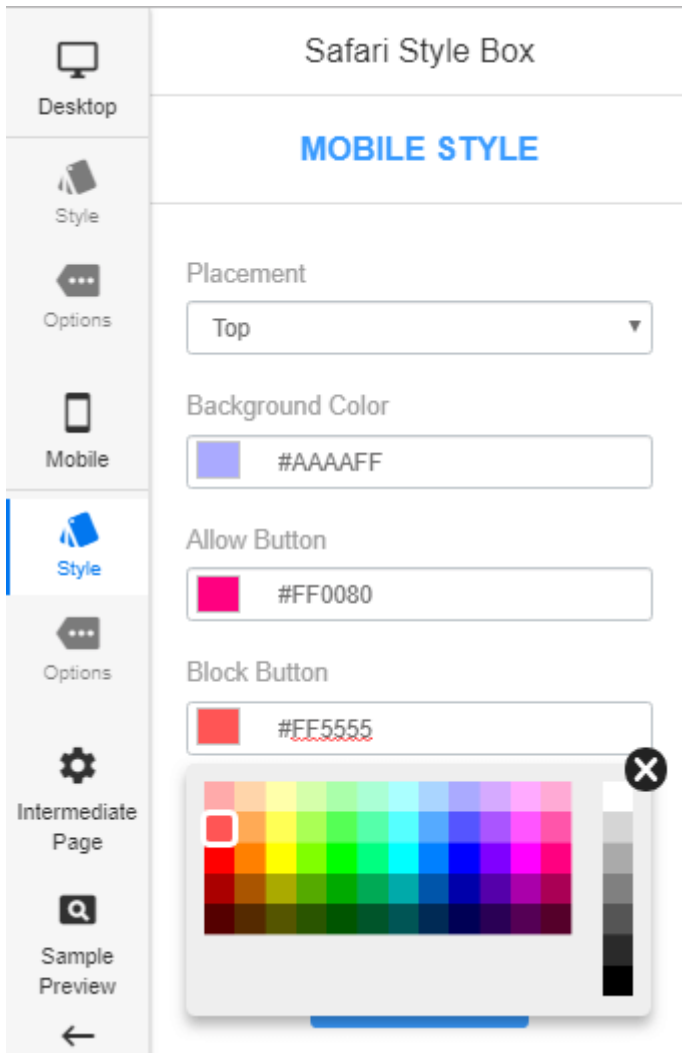 Safari Style Box
Desktop
MOBILE STYLE
Style
Options
Mobile
Style
Options
Intermediate
Page
Sample
Preview
Placement
Top
Background Color
#AAAAFF
Allow Button
#FF0080
Block Button
#FF5555